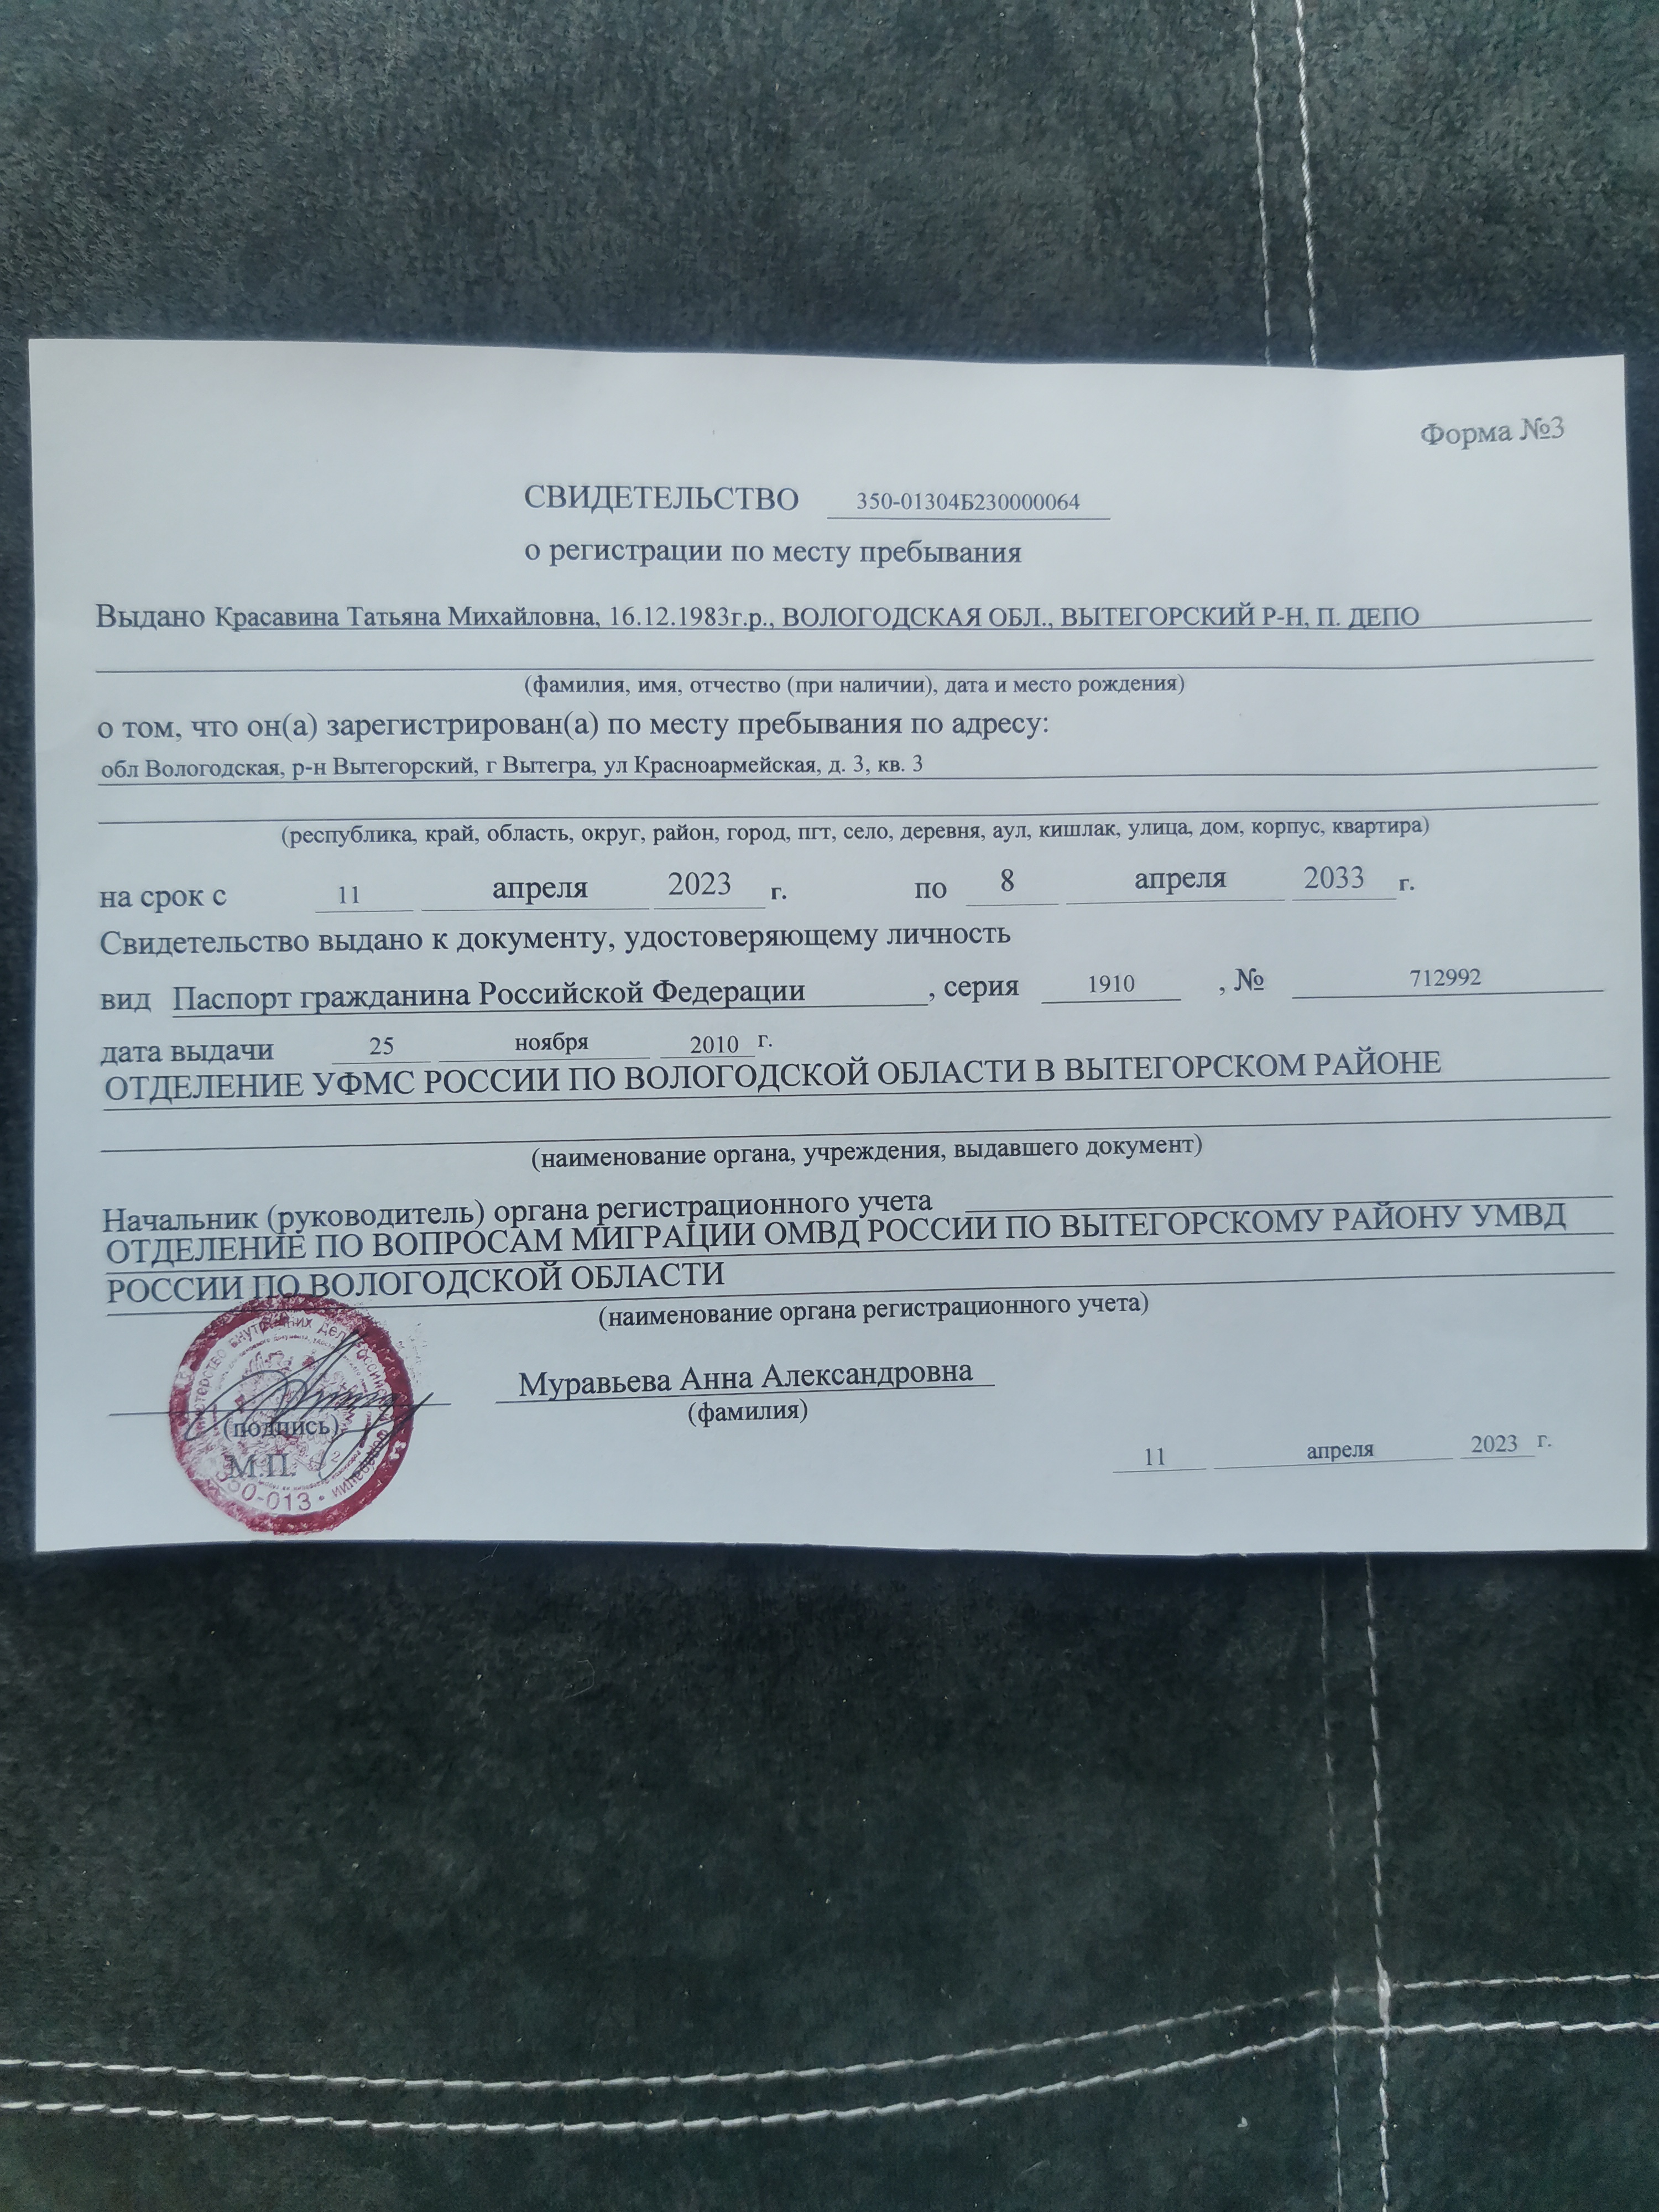 Форма №3
СВИДЕТЕЛЬСТВО 350-01304Б230000064
о регистрации по месту пребывания
Выдано Красавина Татьяна Михайловна, 16.12.1983г.р., ВОЛОГОДСКАЯ ОБЛ., ВЫТЕГОРСКИЙ Р-Н, П. ДЕПО
(фамилия, имя, отчество (при наличии), дата и место рождения)
о том, что он(а) зарегистрирован(а) по месту пребывания по адресу:
обл Вологодская, р-н Вытегорский, г Вытегра, ул Красноармейская, д. 3, кв. 3
(республика, край, область, округ, район, город, пгт, село, деревня, аул, кишлак, улица, дом, корпус, квартира)
на срок с 11 апреля 2023 г. по 8 апреля 2033 г.
Свидетельство выдано к документу, удостоверяющему личность
вид Паспорт гражданина Российской Федерации , серия 1910 , № 712992
дата выдачи 25 ноября 2010 г.
ОТДЕЛЕНИЕ УФМС РОССИИ ПО ВОЛОГОДСКОЙ ОБЛАСТИ В ВЫТЕГОРСКОМ РАЙОНЕ
(наименование органа, учреждения, выдавшего документ)
Начальник (руководитель) органа регистрационного учета
ОТДЕЛЕНИЕ ПО ВОПРОСАМ МИГРАЦИИ ОМВД РОССИИ ПО ВЫТЕГОРСКОМУ РАЙОНУ УМВД
РОССИИ ПО ВОЛОГОДСКОЙ ОБЛАСТИ
(наименование органа регистрационного учета)
Муравьева Анна Александровна
(подпись) (фамилия)
М.П.
11 апреля 2023 г.
Министерство внутренних дел Российской Федерации
350-013